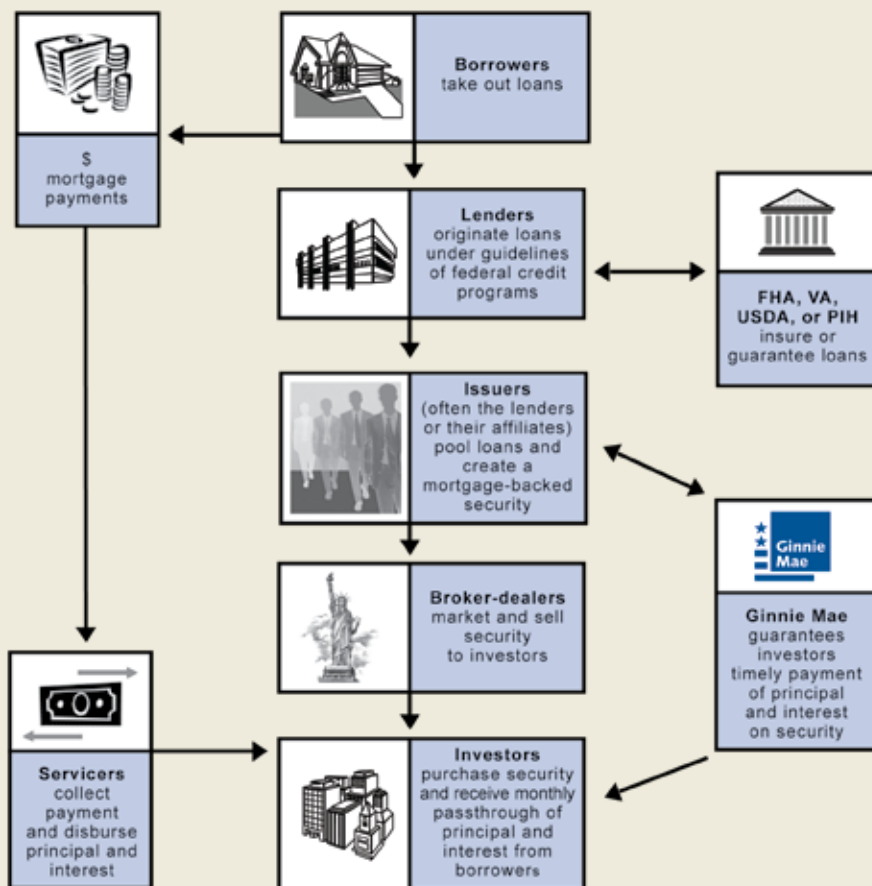 Borrowers
take out loans
$
mortgage
payments
Lenders
originate loans
under guidelines
of federal credit
programs
FHA, VA,
USDA, or PIH
insure or
guarantee loans
Issuers
(often the lenders
or their affiliates)
pool loans and
create a
mortgage-backed
security
Ginnie
Mae
Ginnie Mae
guarantees
investors
timely payment
of principal
and interest
on security
Broker-dealers
market and sell
security
to investors
Servicers
collect
payment
and disburse
principal and
interest
Investors
purchase security
and receive monthly
passthrough of
principal and
interest from
borrowers